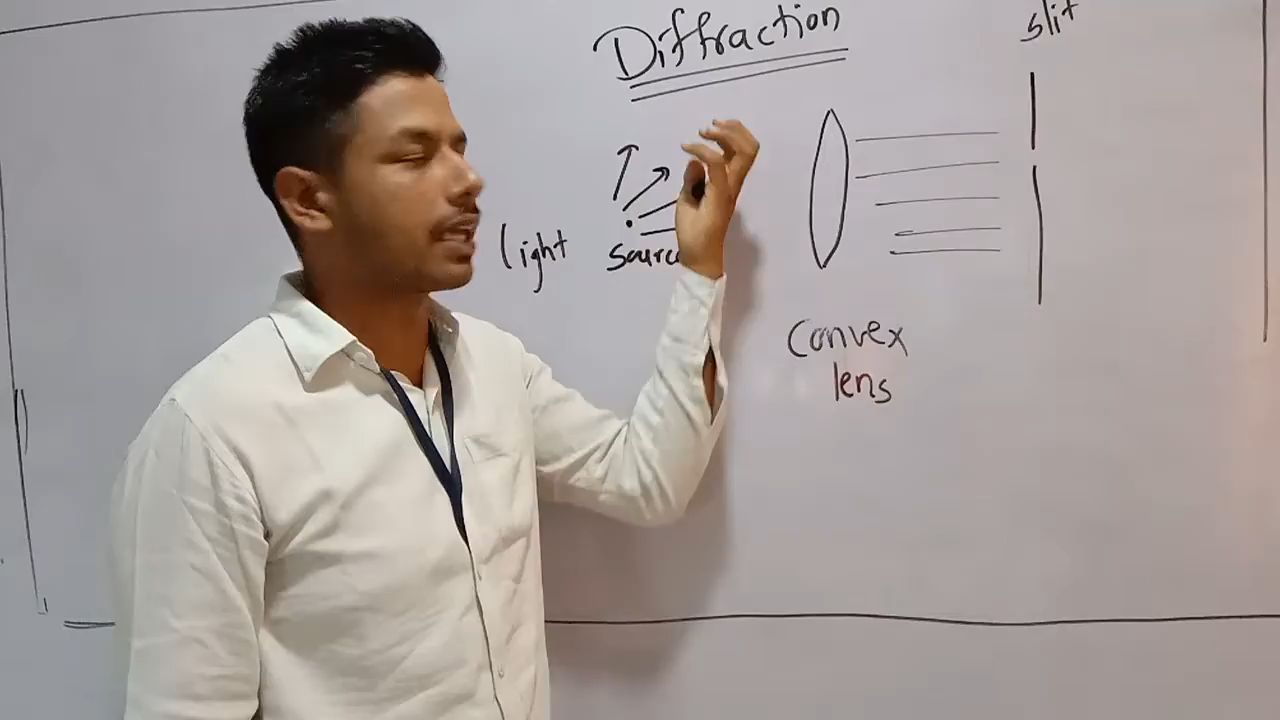 Diffraction
slit
light
source
convex
lens